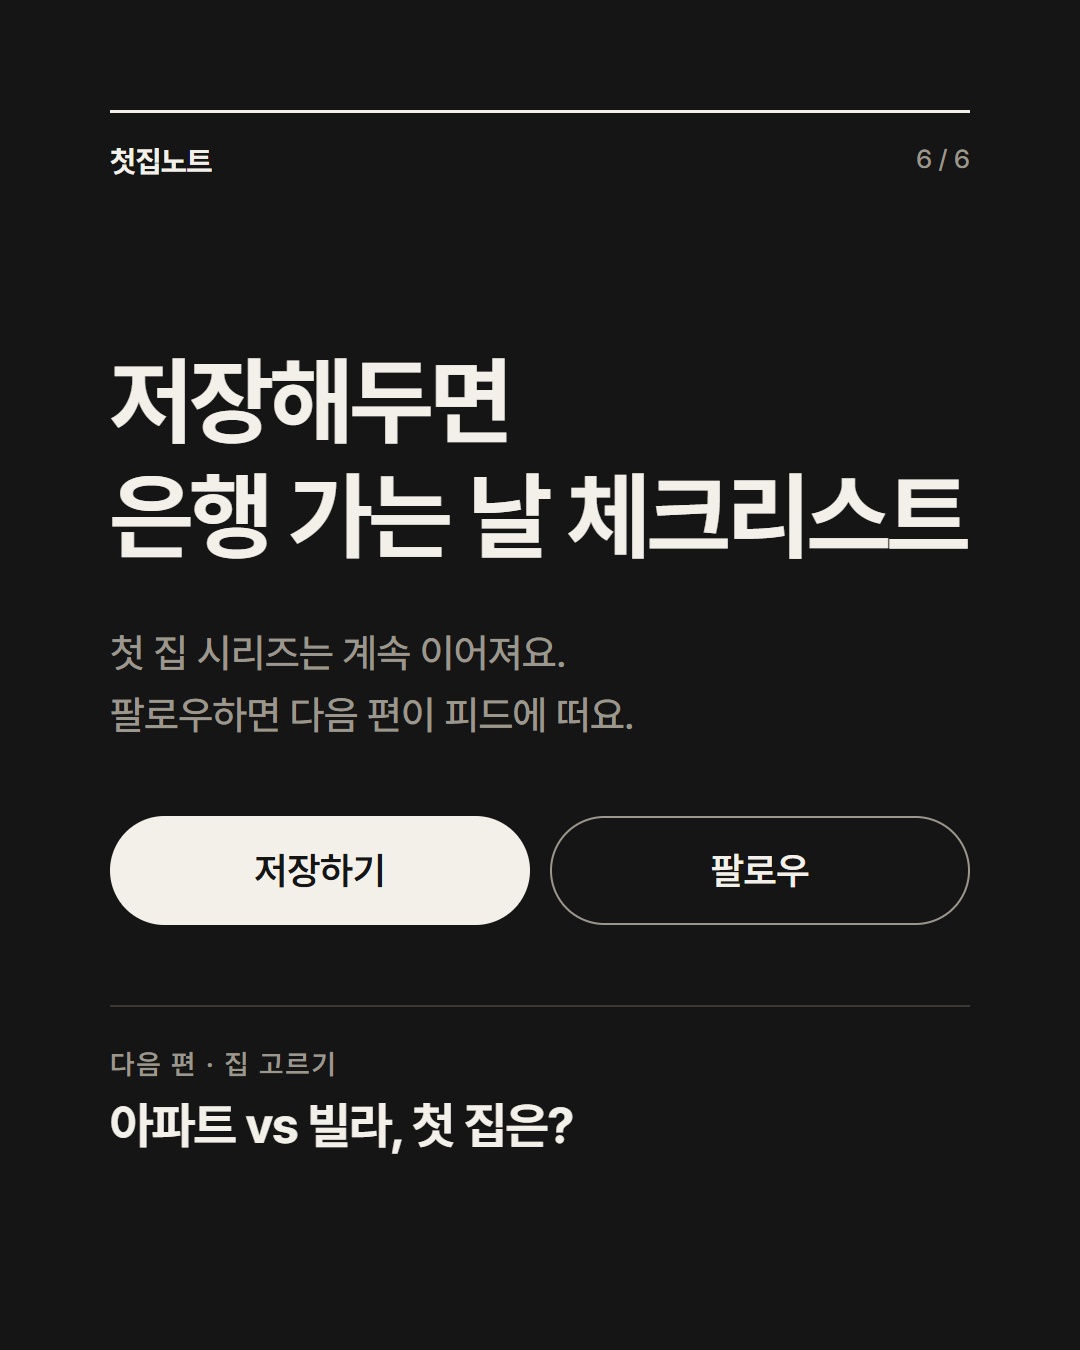 첫집노트
6 / 6
저장해두면
은행 가는 날 체크리스트
첫 집 시리즈는 계속 이어져요.
팔로우하면 다음 편이 피드에 떠요.
저장하기
팔로우
다음 편 · 집 고르기
아파트 vs 빌라, 첫 집은?